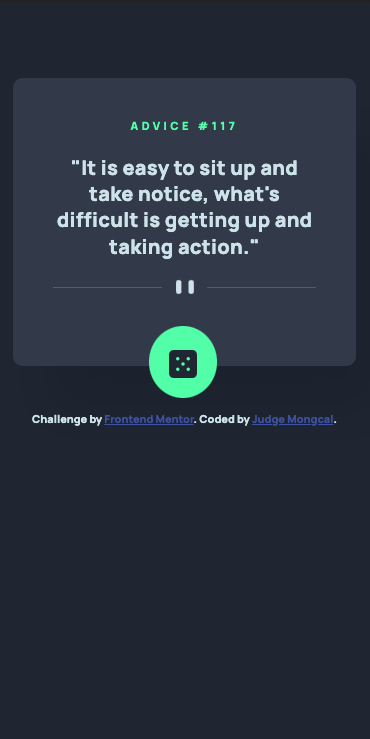 ADVICE #117
"It is easy to sit up and
take notice, what's
difficult is getting up and
taking action."
Challenge by Frontend Mentor. Coded by Judge Mongcal.